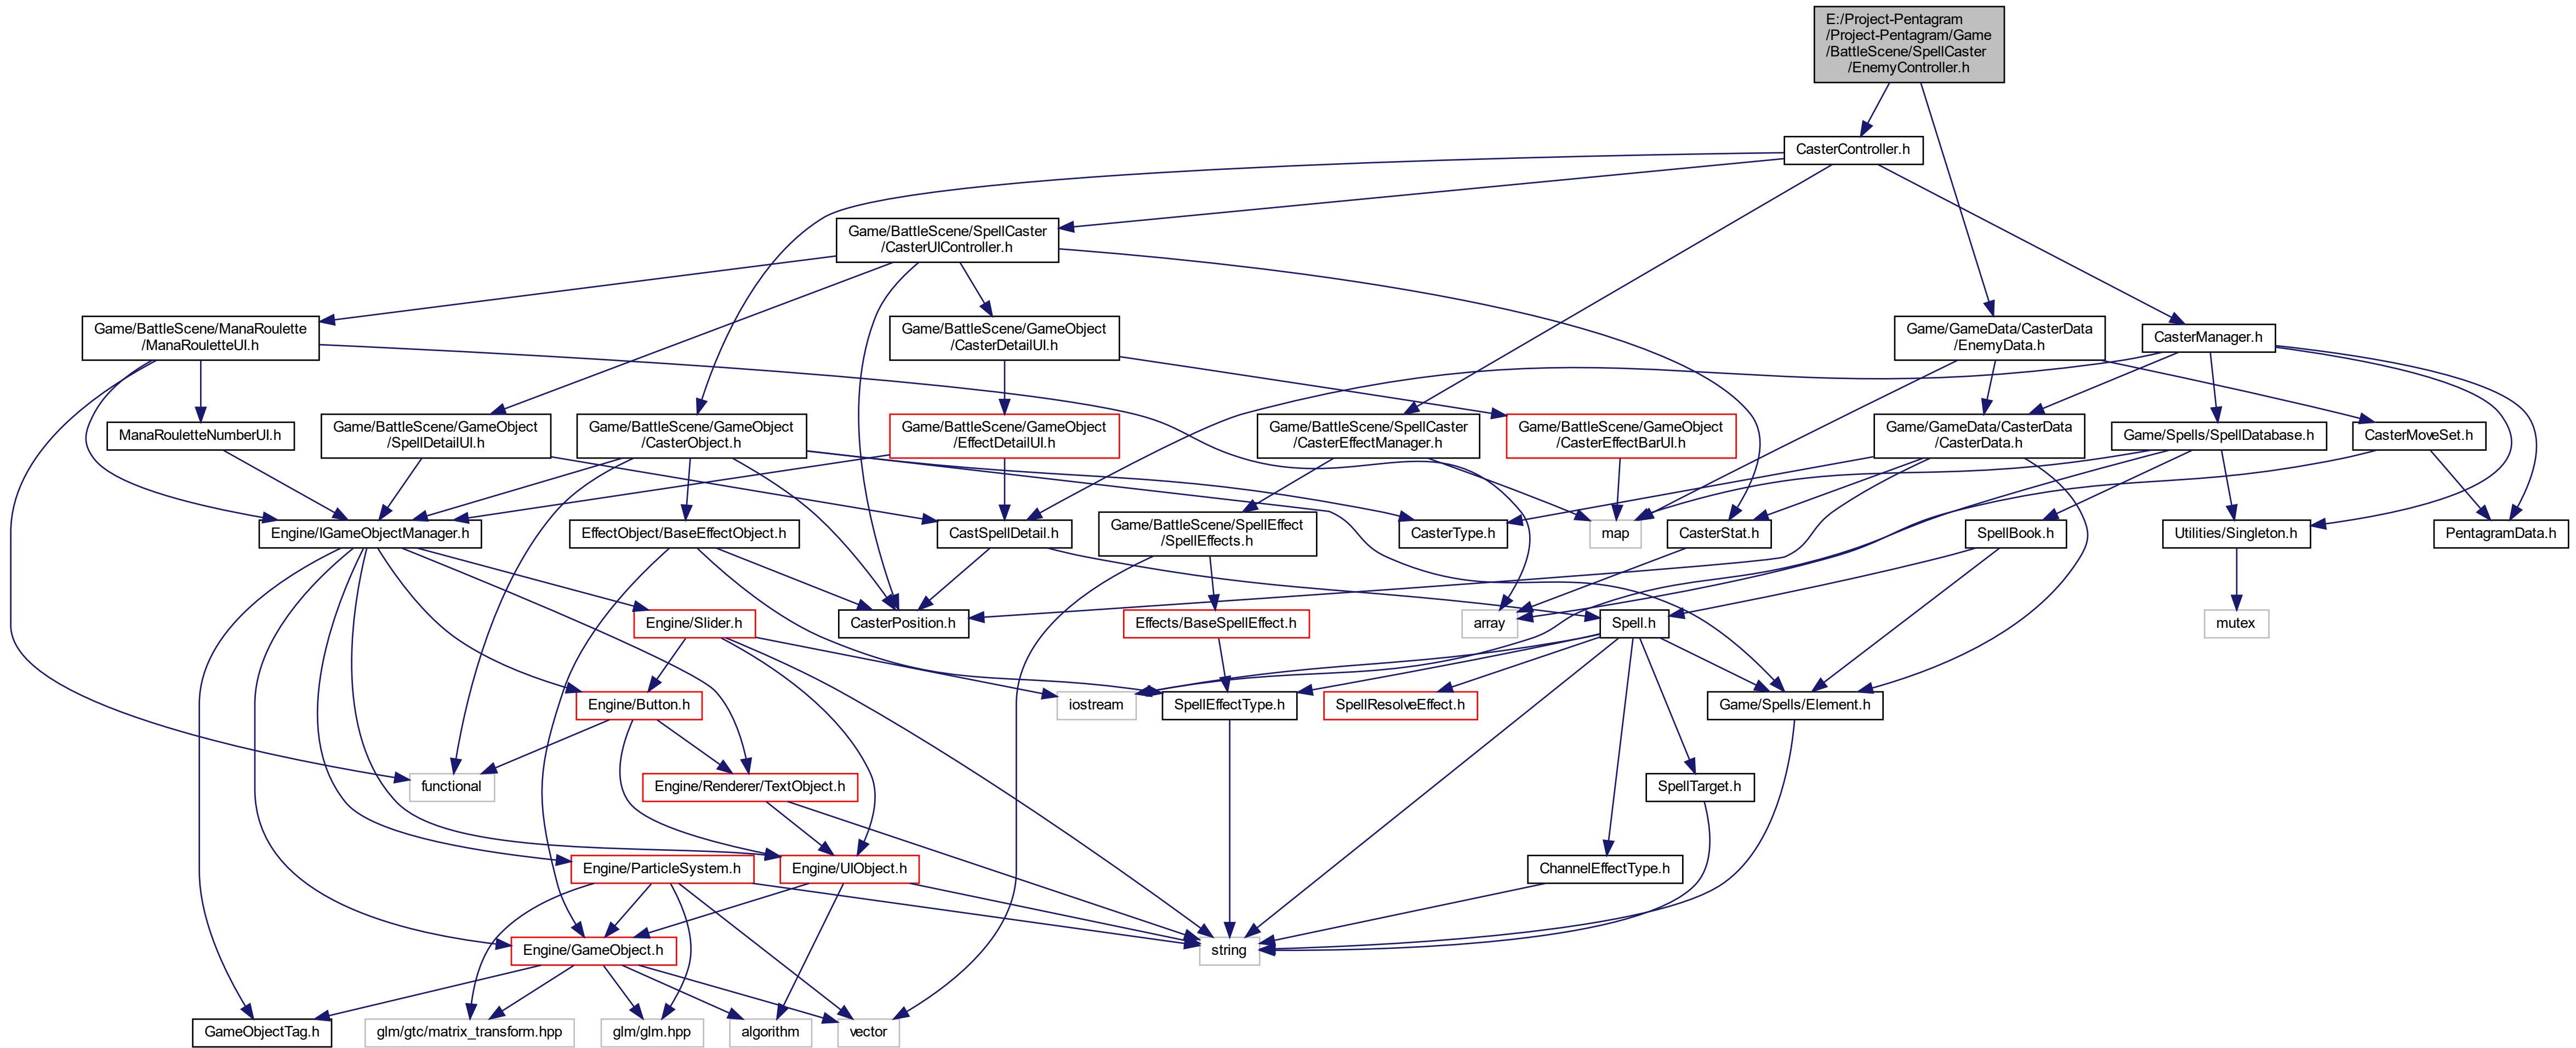 E:/Project-Pentagram
/Project-Pentagram/Game
/BattleScene/SpellCaster
/EnemyController.h
CasterController.h
Game/BattleScene/SpellCaster
/CasterUIController.h
Game/BattleScene/ManaRoulette
/ManaRouletteUI.h
Game/BattleScene/GameObject
/CasterDetailUI.h
Game/GameData/CasterData
/EnemyData.h
CasterManager.h
ManaRouletteNumberUI.h
Game/BattleScene/GameObject
/SpellDetailUI.h
Game/BattleScene/GameObject
/CasterObject.h
Game/BattleScene/GameObject
/EffectDetailUI.h
Game/BattleScene/SpellCaster
/CasterEffectManager.h
Game/BattleScene/GameObject
/CasterEffectBarUI.h
Game/GameData/CasterData
/CasterData.h
Game/Spells/SpellDatabase.h
CasterMoveSet.h
Engine/IGameObjectManager.h
EffectObject/BaseEffectObject.h
CastSpellDetail.h
Game/BattleScene/SpellEffect
/SpellEffects.h
CasterType.h
map
CasterStat.h
SpellBook.h
Utilities/Singleton.h
PentagramData.h
Engine/Slider.h
CasterPosition.h
Effects/BaseSpellEffect.h
array
Spell.h
mutex
Engine/Button.h
iostream
SpellEffectType.h
SpellResolveEffect.h
Game/Spells/Element.h
functional
Engine/Renderer/TextObject.h
SpellTarget.h
Engine/ParticleSystem.h
Engine/UIObject.h
ChannelEffectType.h
Engine/GameObject.h
string
GameObjectTag.h
glm/gtc/matrix_transform.hpp
glm/glm.hpp
algorithm
vector